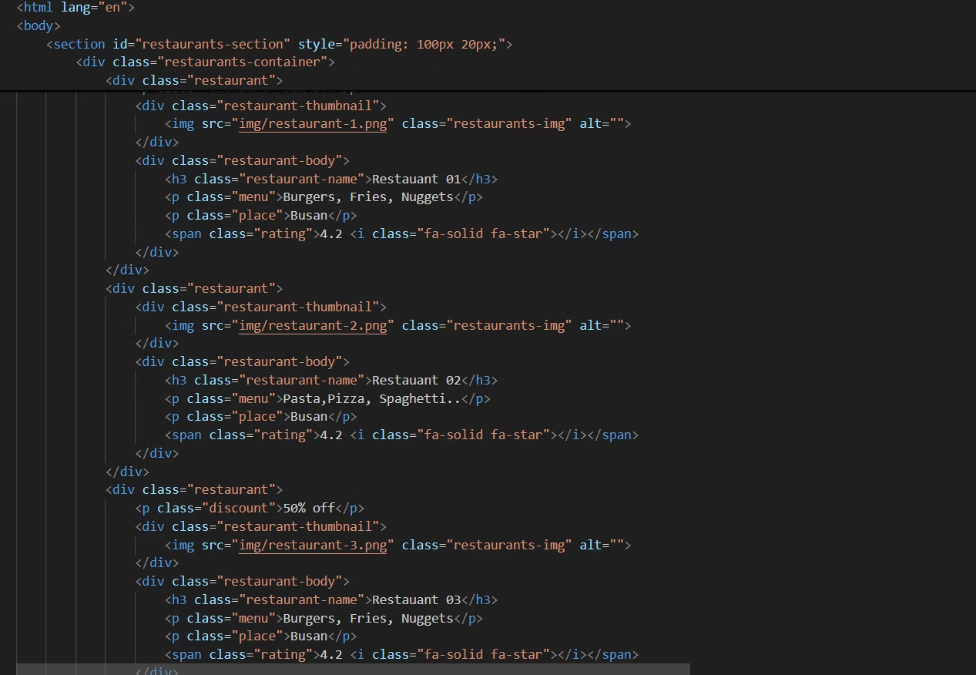 <html lang="en">
<body>
<section id="restaurants-section" style="padding: 100px 20px;">
<div class="restaurants-container">
<div class="restaurant">
<div class="restaurant-thumbnail">
<img src="img/restaurant-1.png" class="restaurants-img" alt="">
</div>
<div class="restaurant-body">
<h3 class="restaurant-name">Restauant 01</h3>
<p class="menu">Burgers, Fries, Nuggets</p>
<p class="place">Busan</p>
<span class="rating">4.2 <i class="fa-solid fa-star"></i></span>
</div>
</div>
<div class="restaurant">
<div class="restaurant-thumbnail">
<img src="img/restaurant-2.png" class="restaurants-img" alt="">
</div>
<div class="restaurant-body">
<h3 class="restaurant-name">Restauant 02</h3>
<p class="menu">Pasta,Pizza, Spaghetti..</p>
<p class="place">Busan</p>
<span class="rating">4.2 <i class="fa-solid fa-star"></i></span>
</div>
</div>
<div class="restaurant">
<p class="discount">50% off</p>
<div class="restaurant-thumbnail">
<img src="img/restaurant-3.png" class="restaurants-img" alt="">
</div>
<div class="restaurant-body">
<h3 class="restaurant-name">Restauant 03</h3>
<p class="menu">Burgers, Fries, Nuggets</p>
<p class="place">Busan</p>
<span class="rating">4.2 <i class="fa-solid fa-star"></i></span>
</div>